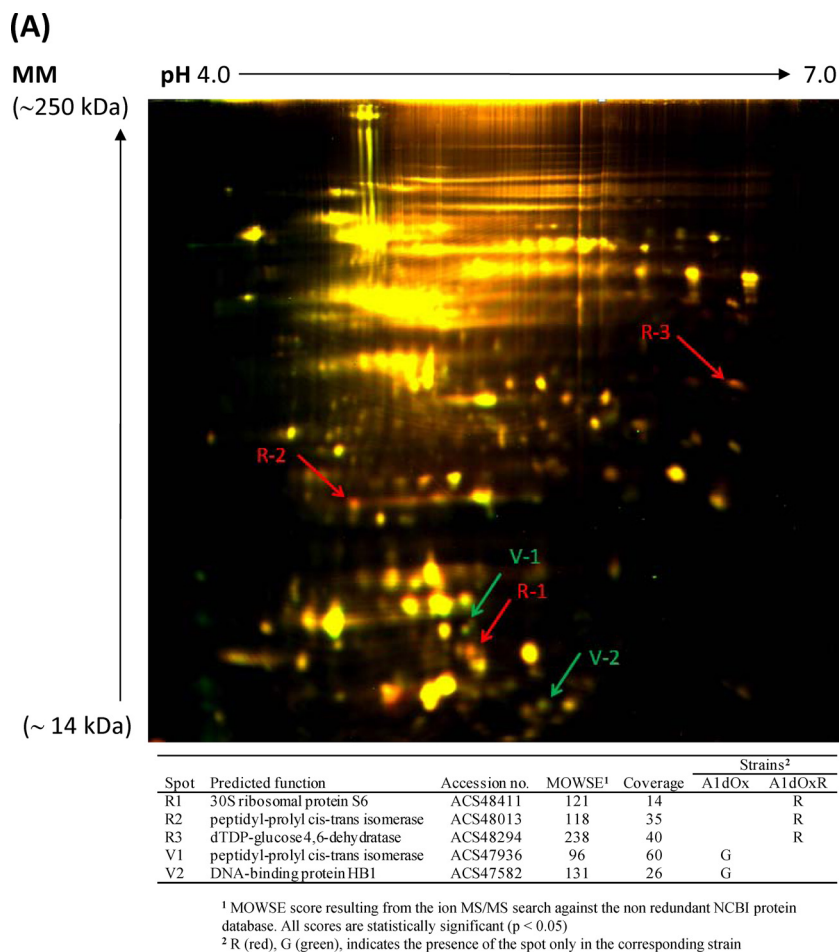 (A)
MM pH 4.0 7.0
(~250 kDa)
R-3
R-2
V-1
R-1
V-2
(~ 14 kDa)
Strains²
Spot Predicted function Accession no. MOWSE¹ Coverage A1dOx A1dOxR
R1 30S ribosomal protein S6 ACS48411 121 14 R
R2 peptidyl-prolyl cis-trans isomerase ACS48013 118 35 R
R3 dTDP-glucose 4,6-dehydratase ACS48294 238 40 R
V1 peptidyl-prolyl cis-trans isomerase ACS47936 96 60 G
V2 DNA-binding protein HB1 ACS47582 131 26 G
¹ MOWSE score resulting from the ion MS/MS search against the non redundant NCBI protein
database. All scores are statistically significant (p < 0.05)
² R (red), G (green), indicates the presence of the spot only in the corresponding strain